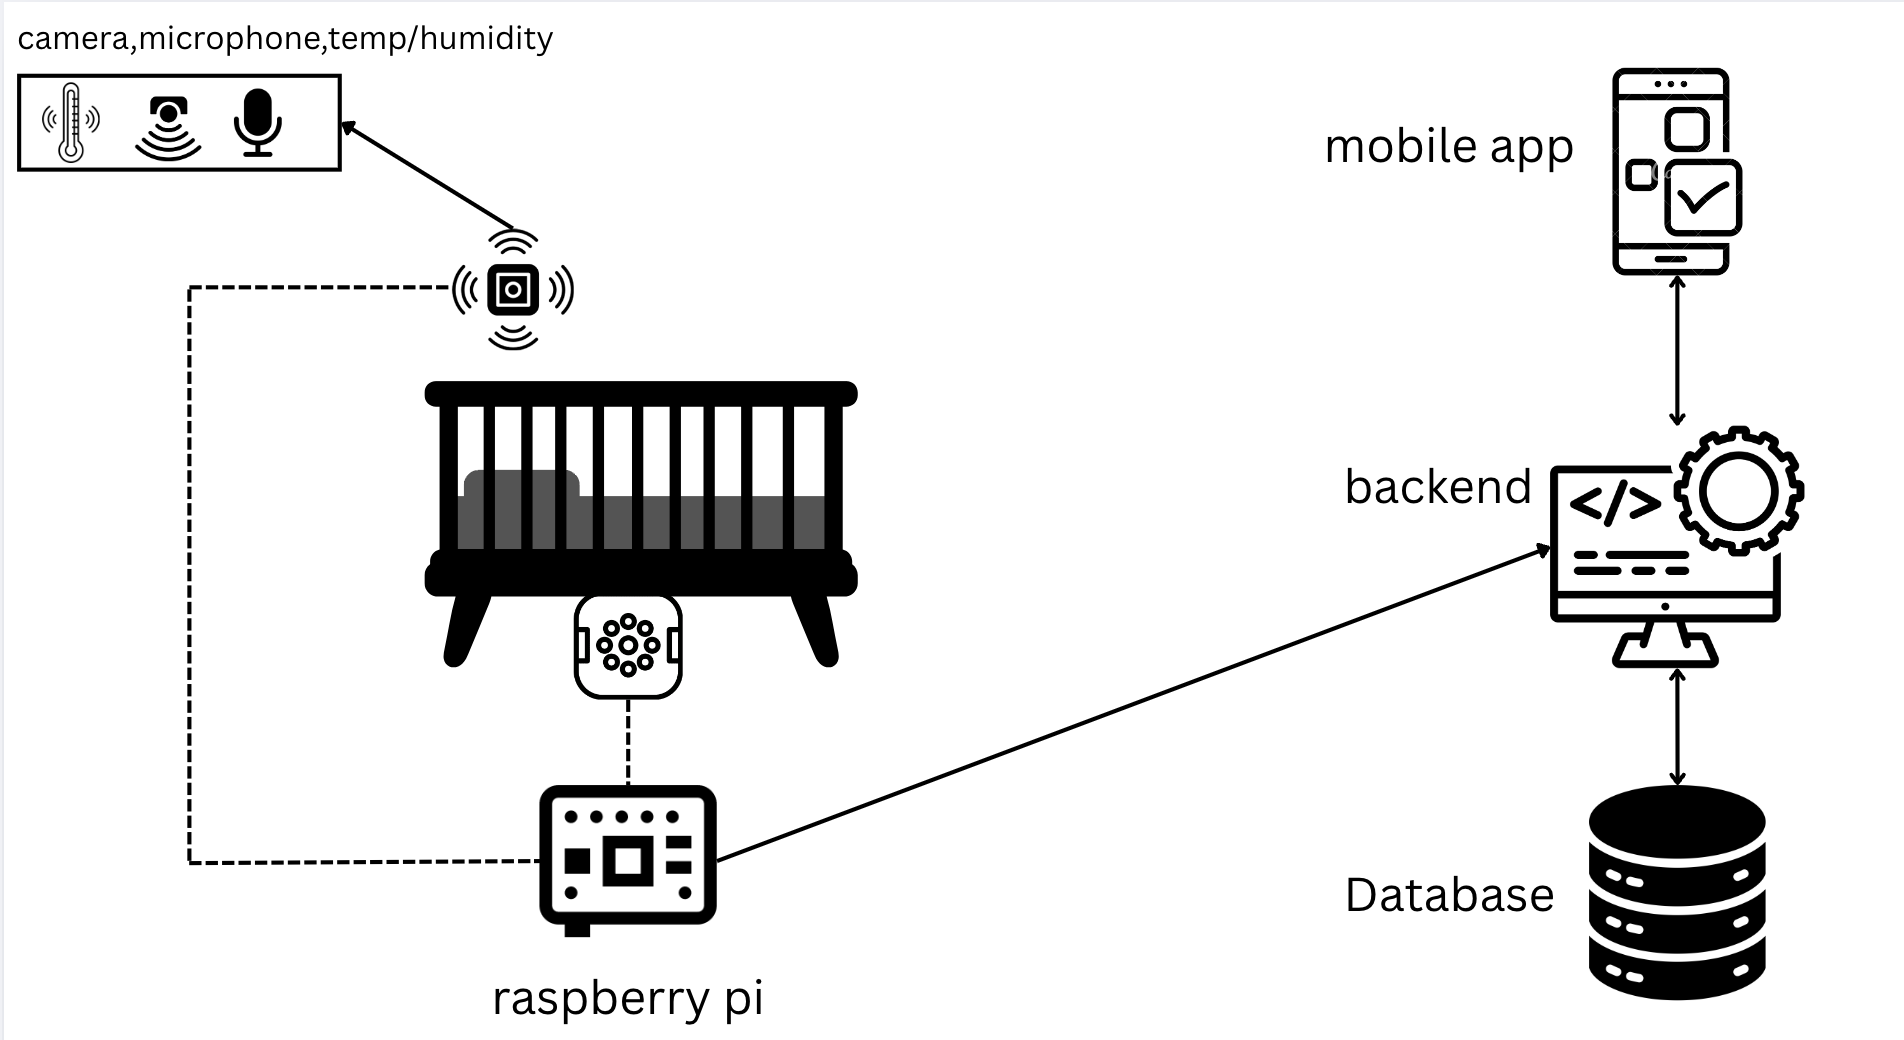 camera,microphone,temp/humidity
mobile app
backend
</>
Database
raspberry pi